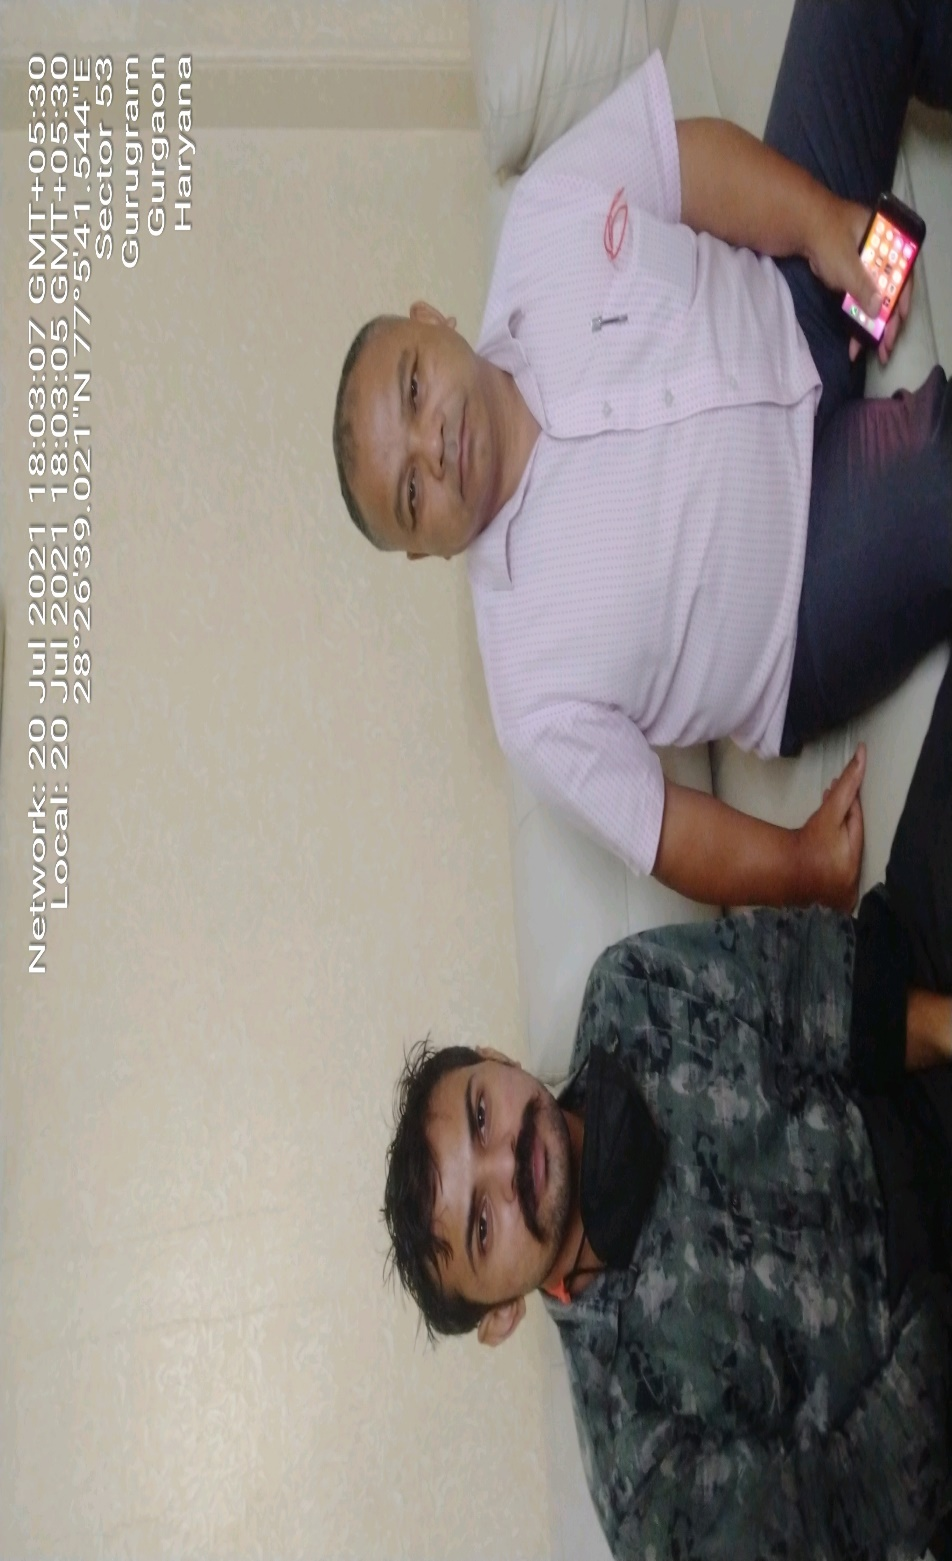 Network: 20 Jul 2021 18:03:07 GMT+05:30
Local: 20 Jul 2021 18:03:05 GMT+05:30
28°26'39.021"N 77°5'41.544"E
Sector 53
Gurugram
Gurgaon
Haryana